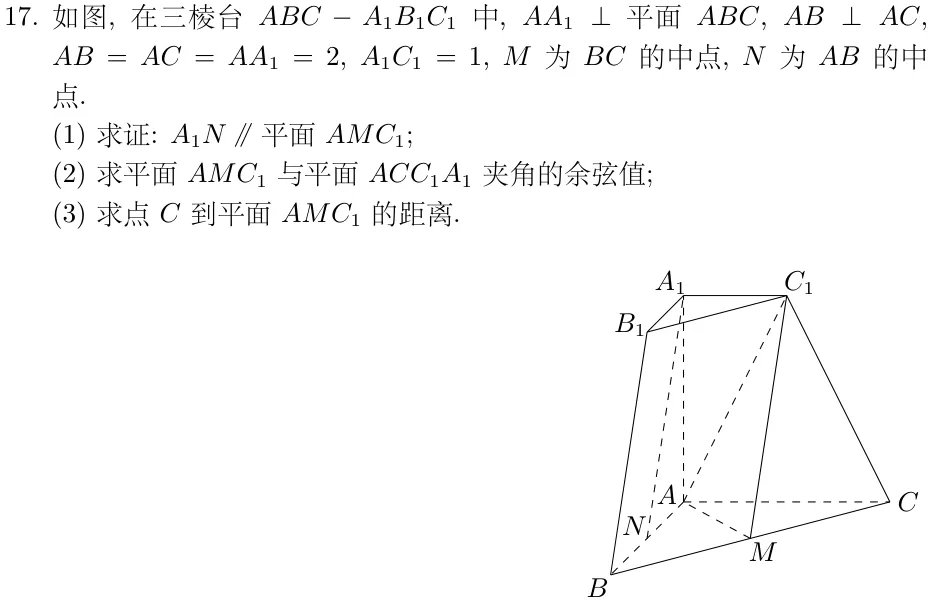 17. 如图, 在三棱台 ABC − A₁B₁C₁ 中, AA₁ ⊥ 平面 ABC, AB ⊥ AC,
AB = AC = AA₁ = 2, A₁C₁ = 1, M 为 BC 的中点, N 为 AB 的中
点.
(1) 求证: A₁N ∥ 平面 AMC₁;
(2) 求平面 AMC₁ 与平面 ACC₁A₁ 夹角的余弦值;
(3) 求点 C 到平面 AMC₁ 的距离.
A₁
C₁
B₁
A
C
N
M
B